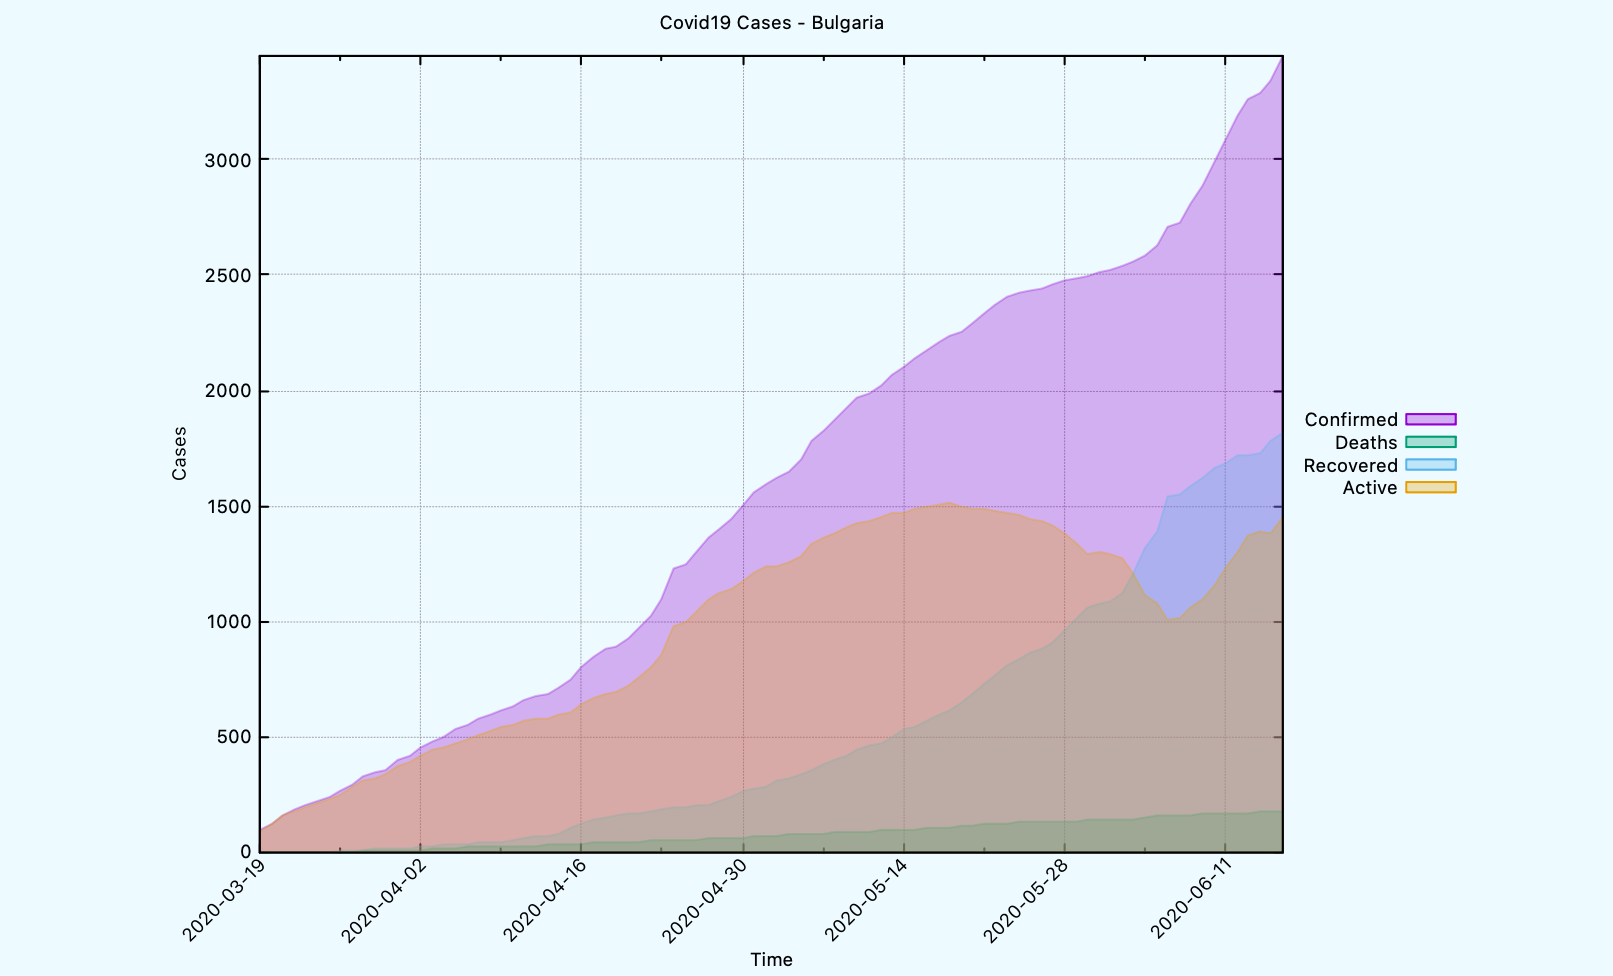 Covid19 Cases - Bulgaria
Cases
3000
2500
2000
1500
1000
500
0
2020-03-19
2020-04-02
2020-04-16
2020-04-30
2020-05-14
2020-05-28
2020-06-11
Time
Confirmed
Deaths
Recovered
Active